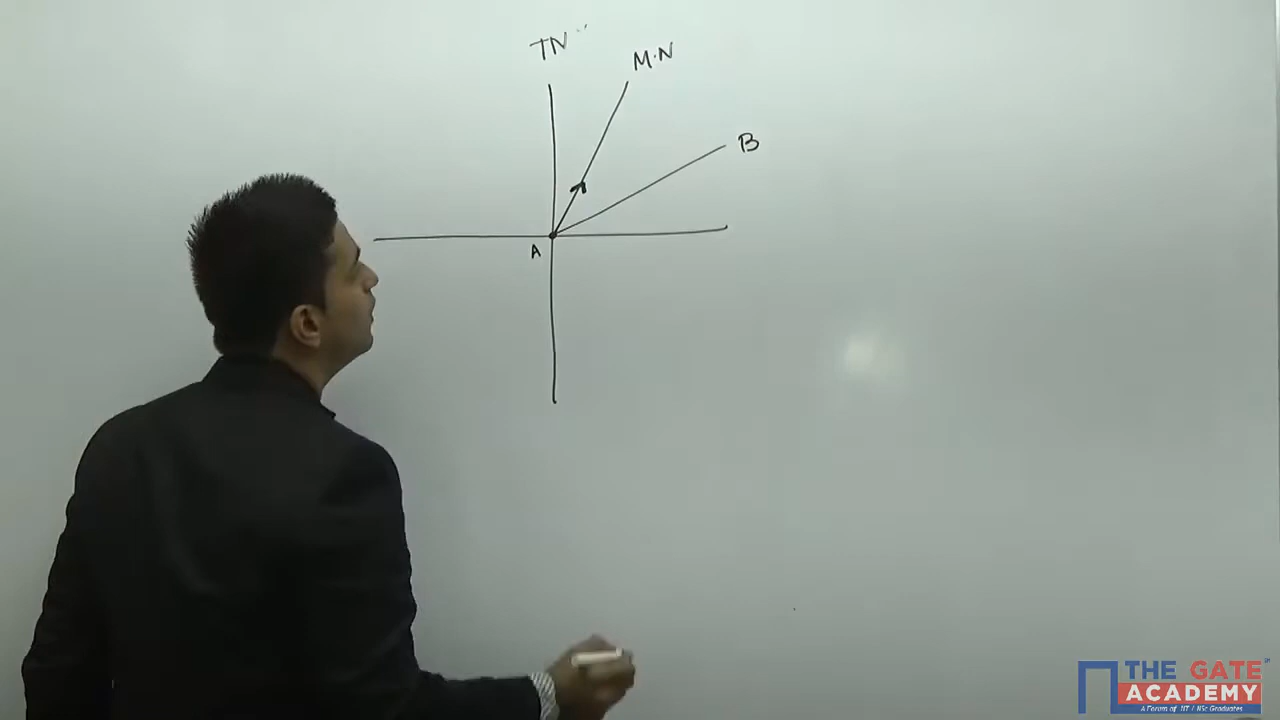 TN
M.N
B
A
THE GATE
ACADEMY
A Forum of IIT / IISc Graduates